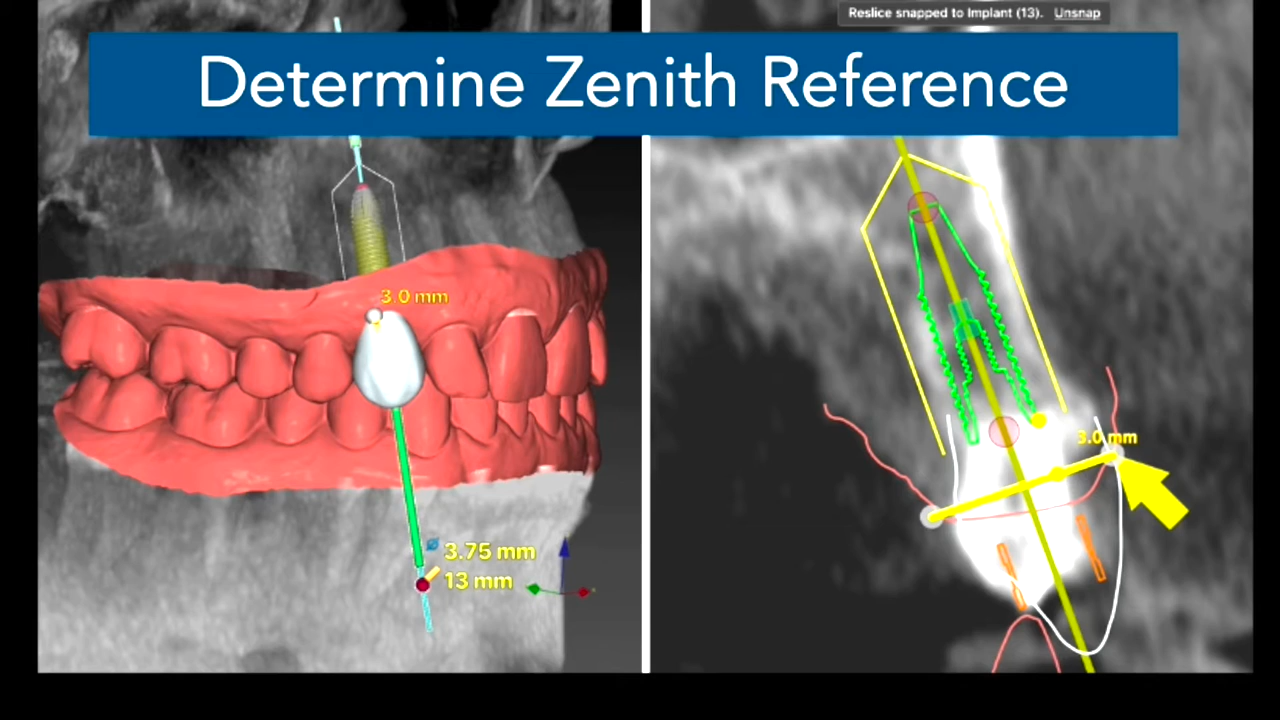 Reslice snapped to Implant (13). Unsnap
Determine Zenith Reference
3.0 mm
3.0 mm
3.75 mm
13 mm